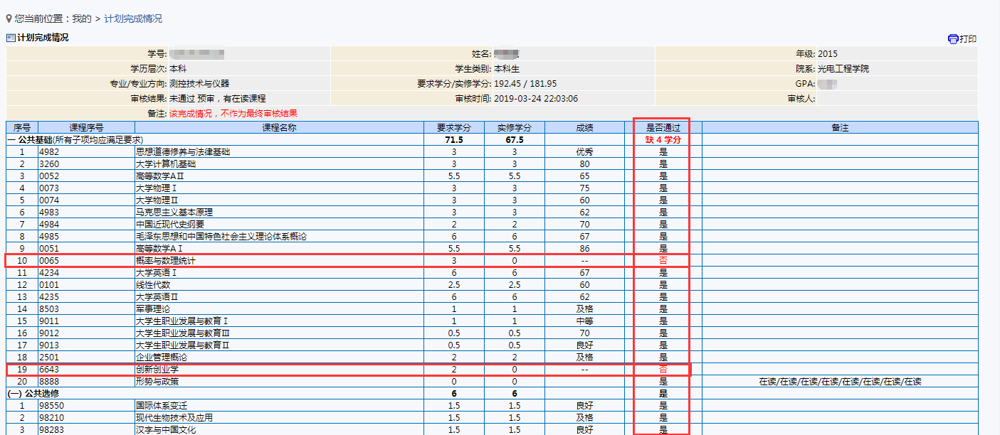 您当前位置：我的 > 计划完成情况
计划完成情况 打印
学号: 姓名: 年级: 2015
学历层次: 本科 学生类别: 本科生 院系: 光电工程学院
专业/专业方向: 测控技术与仪器 要求学分/实修学分: 192.45 / 181.95 GPA:
审核结果: 未通过 预审，有在读课程 审核时间: 2019-03-24 22:03:06 审核人:
备注: 该完成情况，不作为最终审核结果
序号 课程序号 课程名称 要求学分 实修学分 成绩 是否通过 备注
一 公共基础(所有子项均应满足要求) 71.5 67.5 缺 4 学分
1 4982 思想道德修养与法律基础 3 3 优秀 是
2 3260 大学计算机基础 3 3 80 是
3 0052 高等数学AⅡ 5.5 5.5 65 是
4 0073 大学物理Ⅰ 3 3 75 是
5 0074 大学物理Ⅱ 3 3 60 是
6 4983 马克思主义基本原理 3 3 62 是
7 4984 中国近现代史纲要 2 2 70 是
8 4985 毛泽东思想和中国特色社会主义理论体系概论 6 6 67 是
9 0051 高等数学AⅠ 5.5 5.5 86 是
10 0065 概率与数理统计 3 0 -- 否
11 4234 大学英语Ⅰ 6 6 67 是
12 0101 线性代数 2.5 2.5 60 是
13 4235 大学英语Ⅱ 6 6 62 是
14 8503 军事理论 1 1 及格 是
15 9011 大学生职业发展与教育Ⅰ 1 1 中等 是
16 9012 大学生职业发展与教育Ⅲ 0.5 0.5 70 是
17 9013 大学生职业发展与教育Ⅱ 0.5 0.5 良好 是
18 2501 企业管理概论 2 2 及格 是
19 6643 创新创业学 2 0 -- 否
20 8888 形势与政策 0 0 是 在读/在读/在读/在读/在读/在读/在读/在读
(一) 公共选修 6 6 是
1 98550 国际体系变迁 1.5 1.5 良好 是
2 98210 现代生物技术及应用 1.5 1.5 及格 是
3 98283 汉字与中国文化 1.5 1.5 良好 是